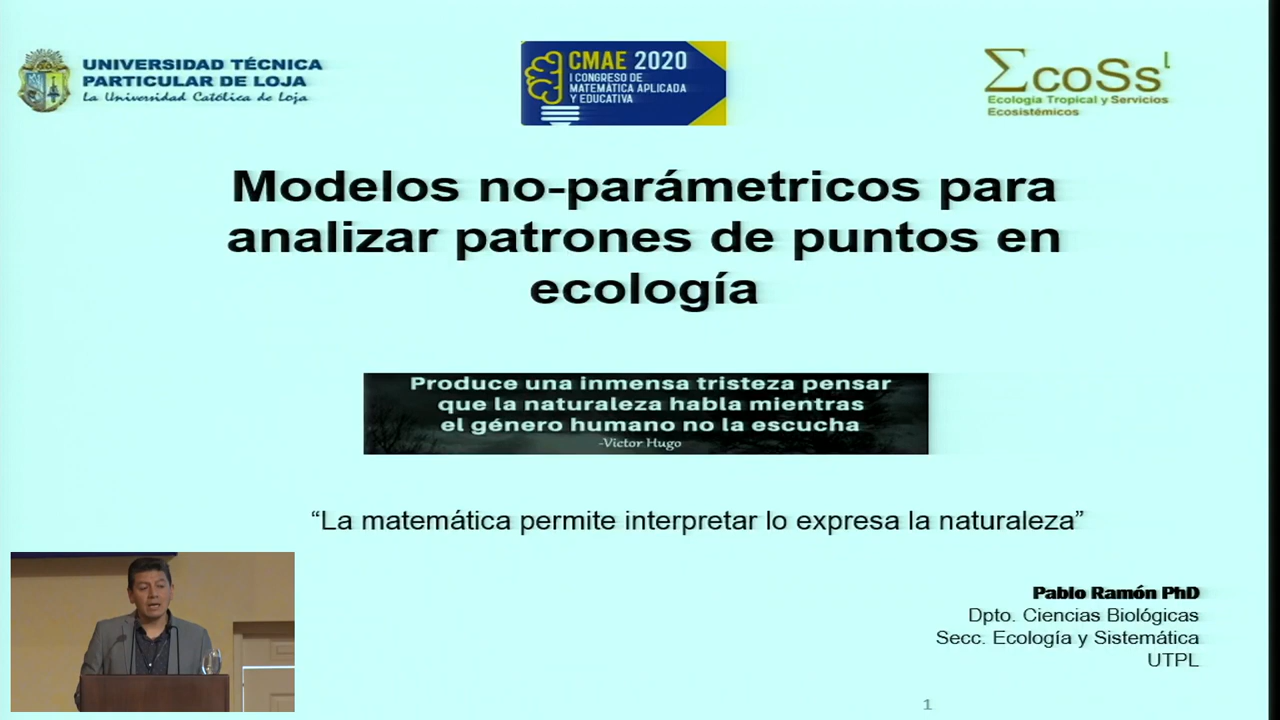 UNIVERSIDAD TÉCNICA
PARTICULAR DE LOJA
La Universidad Católica de Loja
CMAE 2020
I CONGRESO DE
MATEMÁTICA APLICADA
Y EDUCATIVA
ΣcoSs l
Ecología Tropical y Servicios
Ecosistémicos
Modelos no-parámetricos para
analizar patrones de puntos en
ecología
Produce una inmensa tristeza pensar
que la naturaleza habla mientras
el género humano no la escucha
-Victor Hugo
“La matemática permite interpretar lo expresa la naturaleza”
Pablo Ramón PhD
Dpto. Ciencias Biológicas
Secc. Ecología y Sistemática
UTPL
1